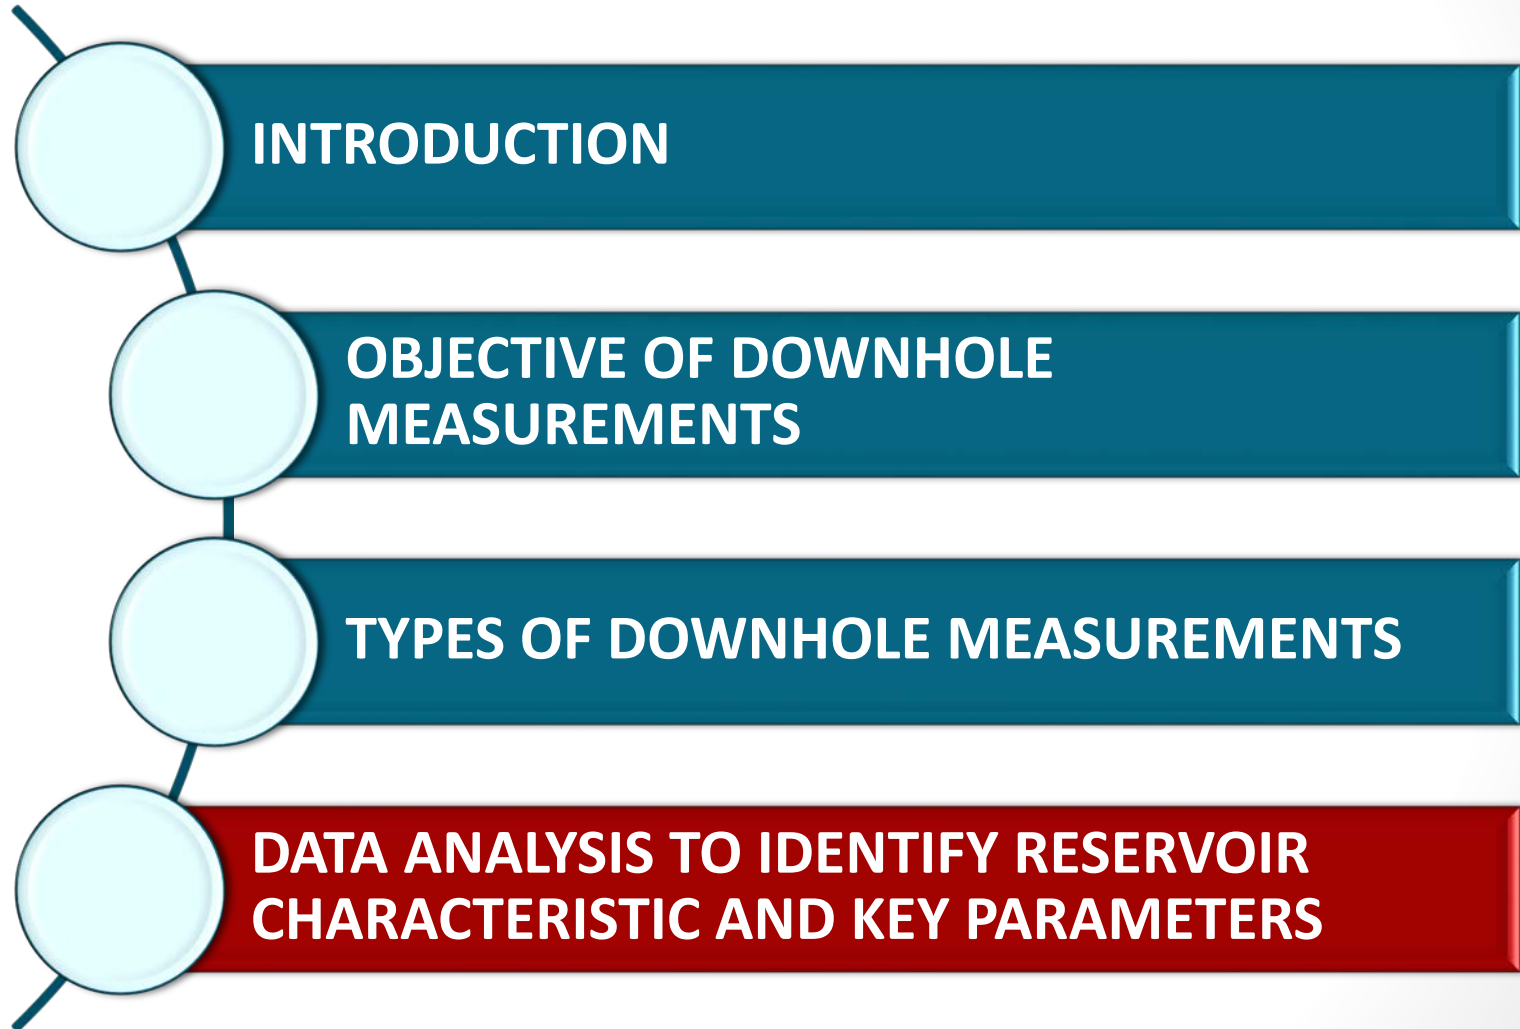 INTRODUCTION
OBJECTIVE OF DOWNHOLE
MEASUREMENTS
TYPES OF DOWNHOLE MEASUREMENTS
DATA ANALYSIS TO IDENTIFY RESERVOIR
CHARACTERISTIC AND KEY PARAMETERS